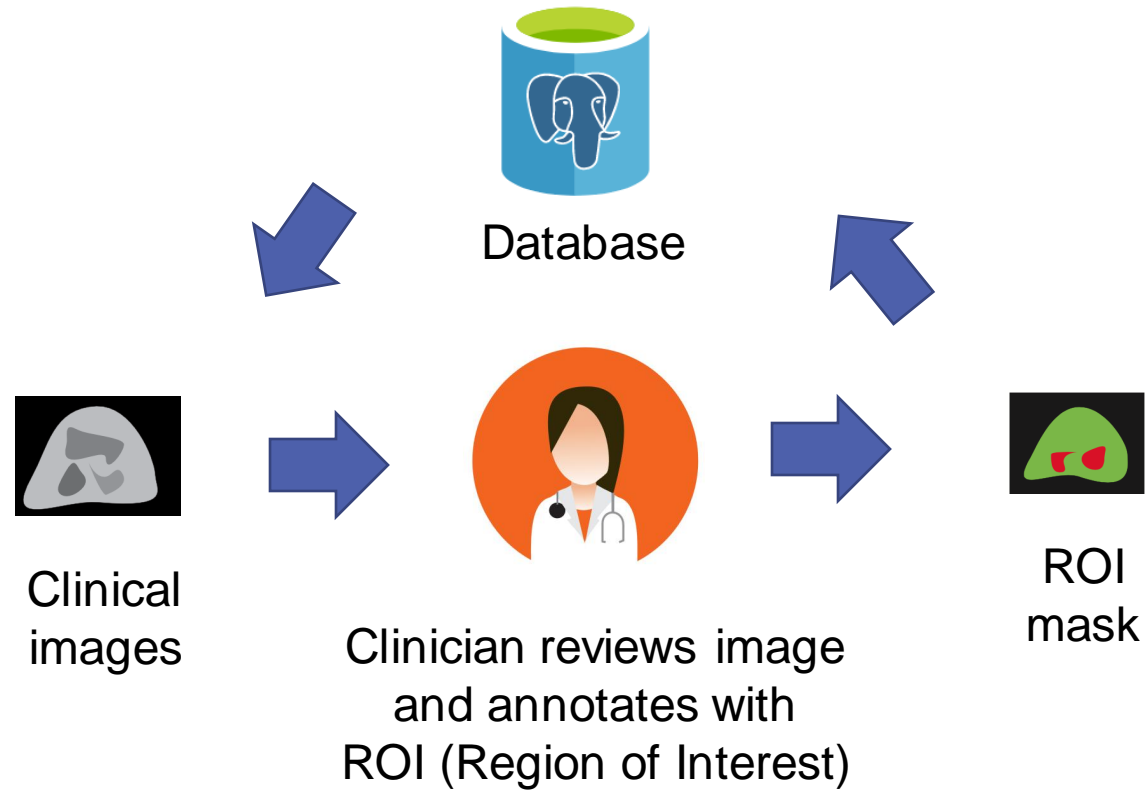 Database
Clinical
images
Clinician reviews image
and annotates with
ROI (Region of Interest)
ROI
mask